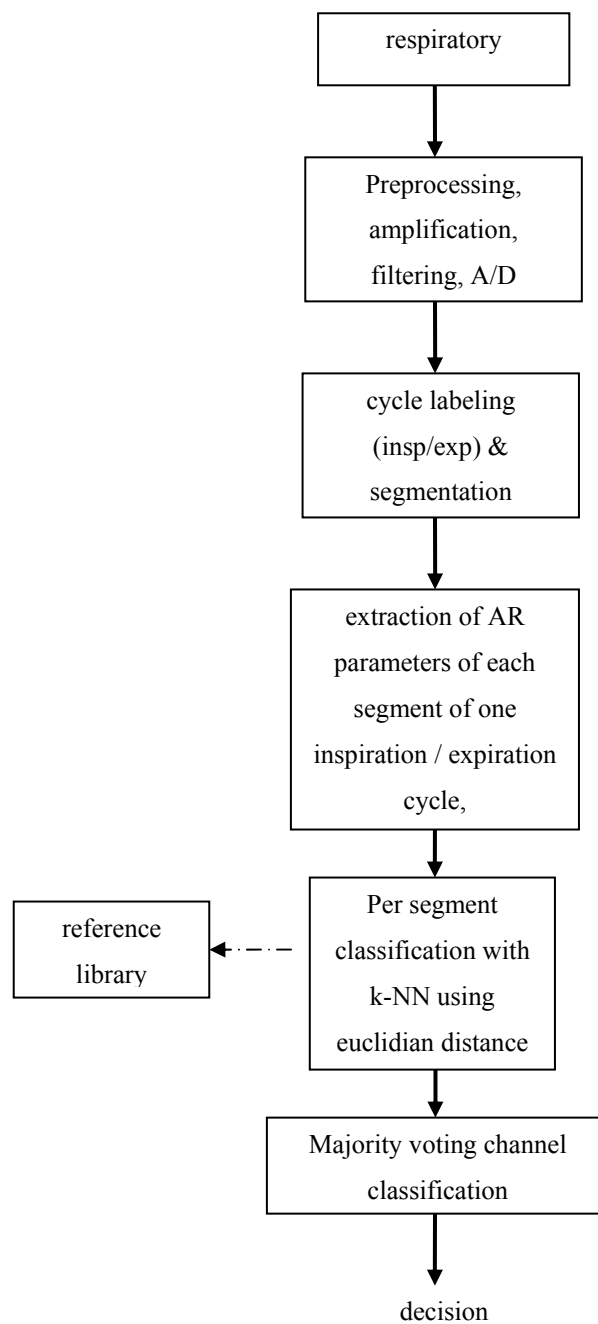 respiratory
Preprocessing,
amplification,
filtering, A/D
cycle labeling
(insp/exp) &
segmentation
extraction of AR
parameters of each
segment of one
inspiration / expiration
cycle,
reference
library
Per segment
classification with
k-NN using
euclidian distance
Majority voting channel
classification
decision